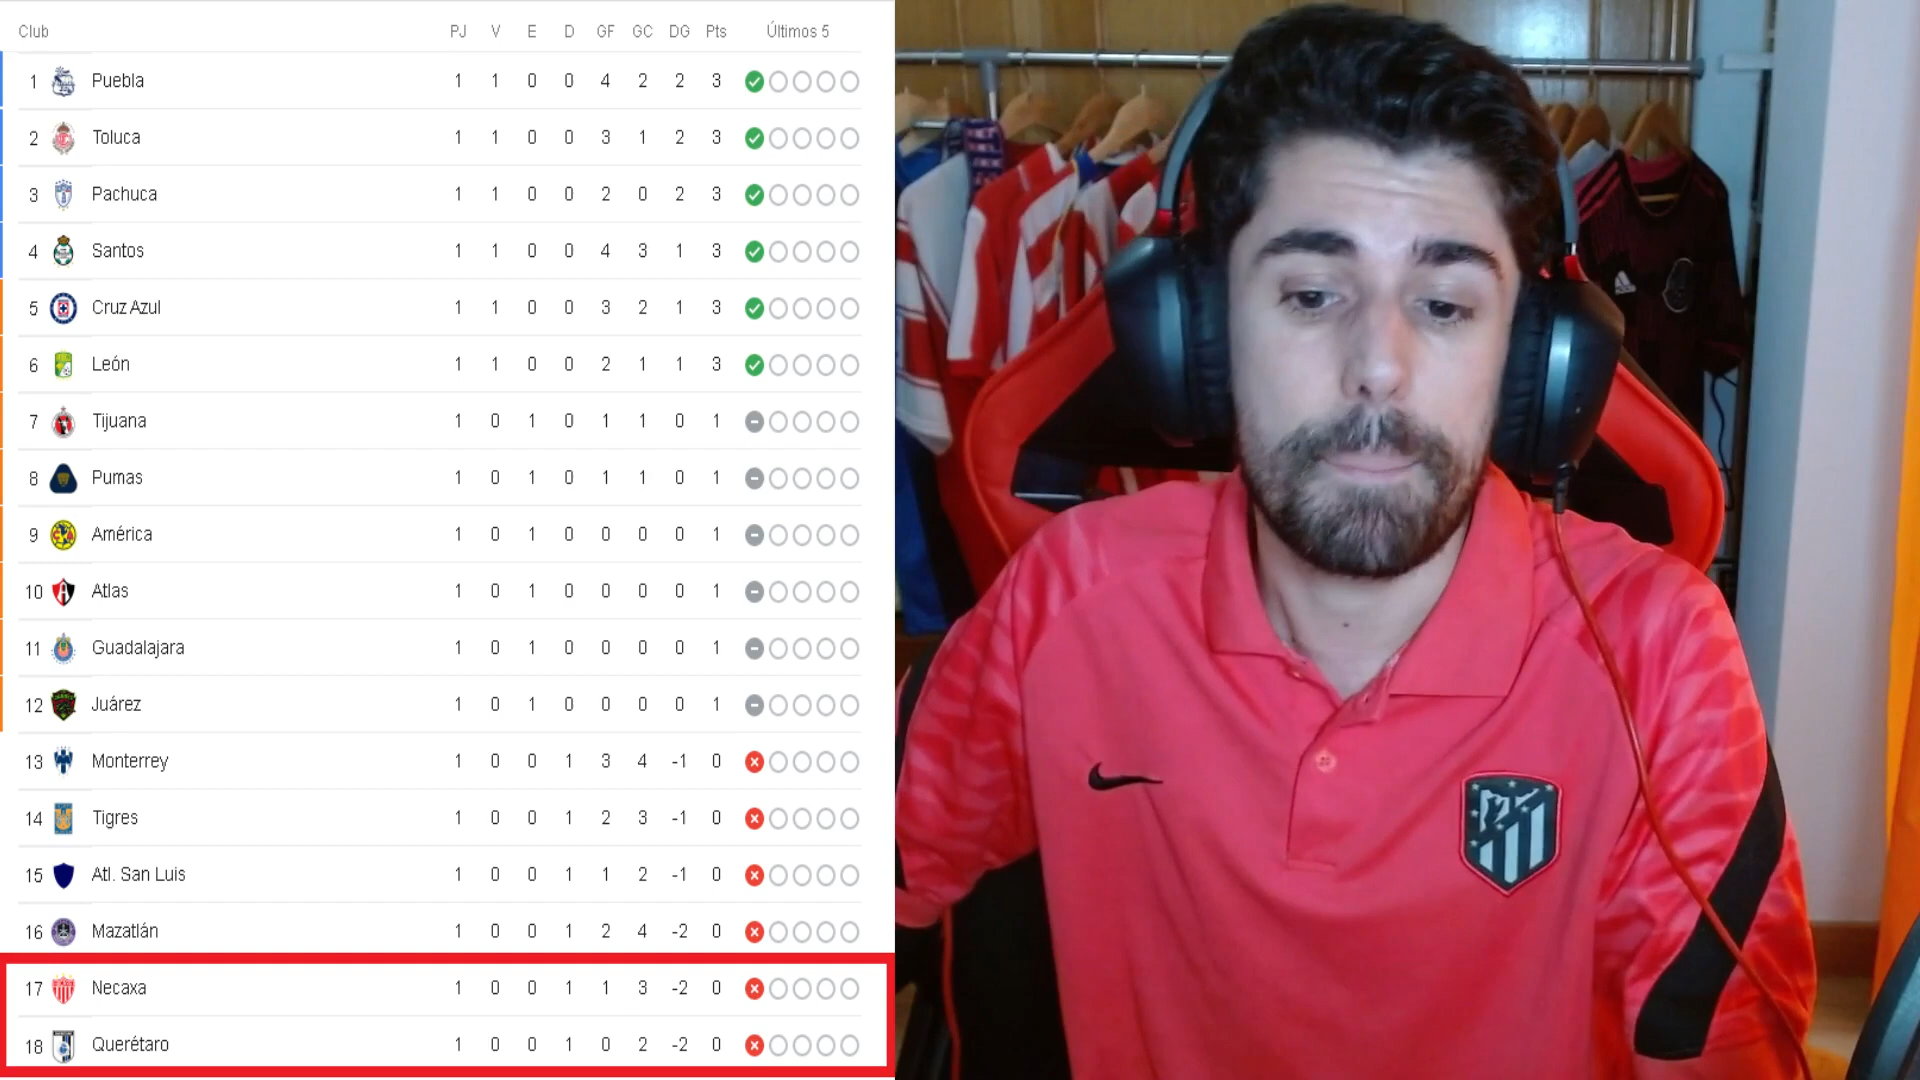 Club PJ V E D GF GC DG Pts Últimos 5
1 Puebla 1 1 0 0 4 2 2 3
2 Toluca 1 1 0 0 3 1 2 3
3 Pachuca 1 1 0 0 2 0 2 3
4 Santos 1 1 0 0 4 3 1 3
5 Cruz Azul 1 1 0 0 3 2 1 3
6 León 1 1 0 0 2 1 1 3
7 Tijuana 1 0 1 0 1 1 0 1
8 Pumas 1 0 1 0 1 1 0 1
9 América 1 0 1 0 0 0 0 1
10 Atlas 1 0 1 0 0 0 0 1
11 Guadalajara 1 0 1 0 0 0 0 1
12 Juárez 1 0 1 0 0 0 0 1
13 Monterrey 1 0 0 1 3 4 -1 0
14 Tigres 1 0 0 1 2 3 -1 0
15 Atl. San Luis 1 0 0 1 1 2 -1 0
16 Mazatlán 1 0 0 1 2 4 -2 0
17 Necaxa 1 0 0 1 1 3 -2 0
18 Querétaro 1 0 0 1 0 2 -2 0